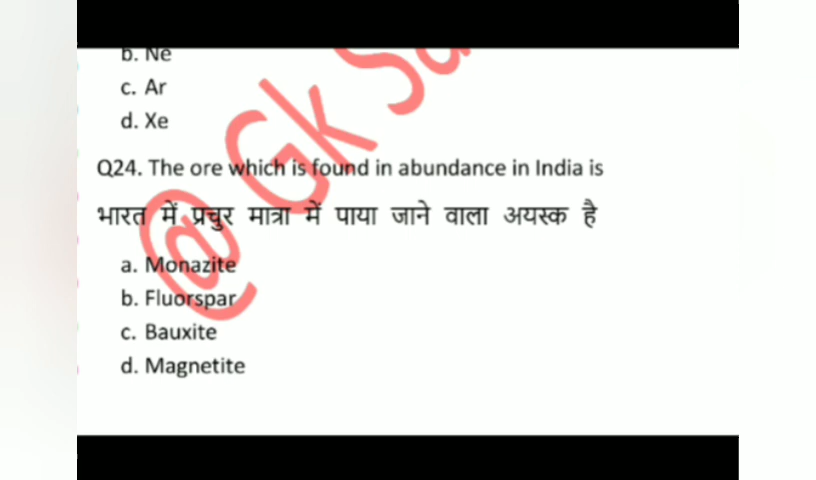 b. Ne
c. Ar
d. Xe
Q24. The ore which is found in abundance in India is
भारत में प्रचुर मात्रा में पाया जाने वाला अयस्क है
a. Monazite
b. Fluorspar
c. Bauxite
d. Magnetite
@ Gk